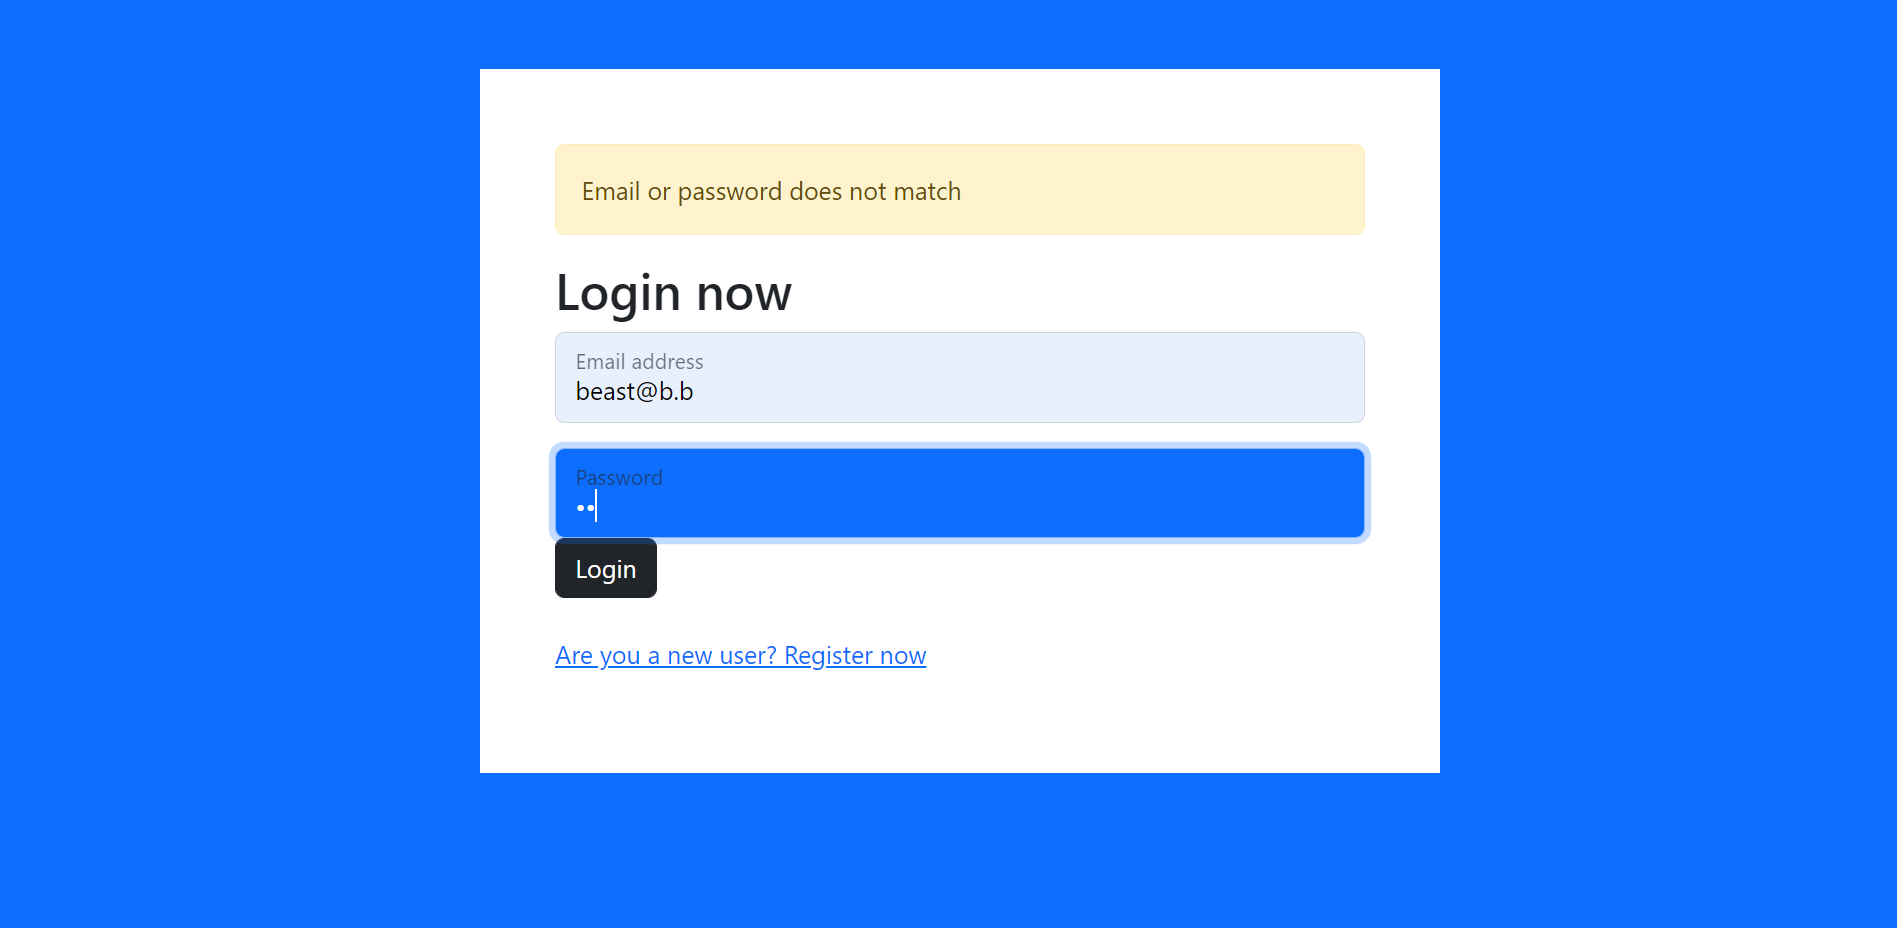 Email or password does not match
Login now
Email address
beast@b.b
Password
••
Login
Are you a new user? Register now